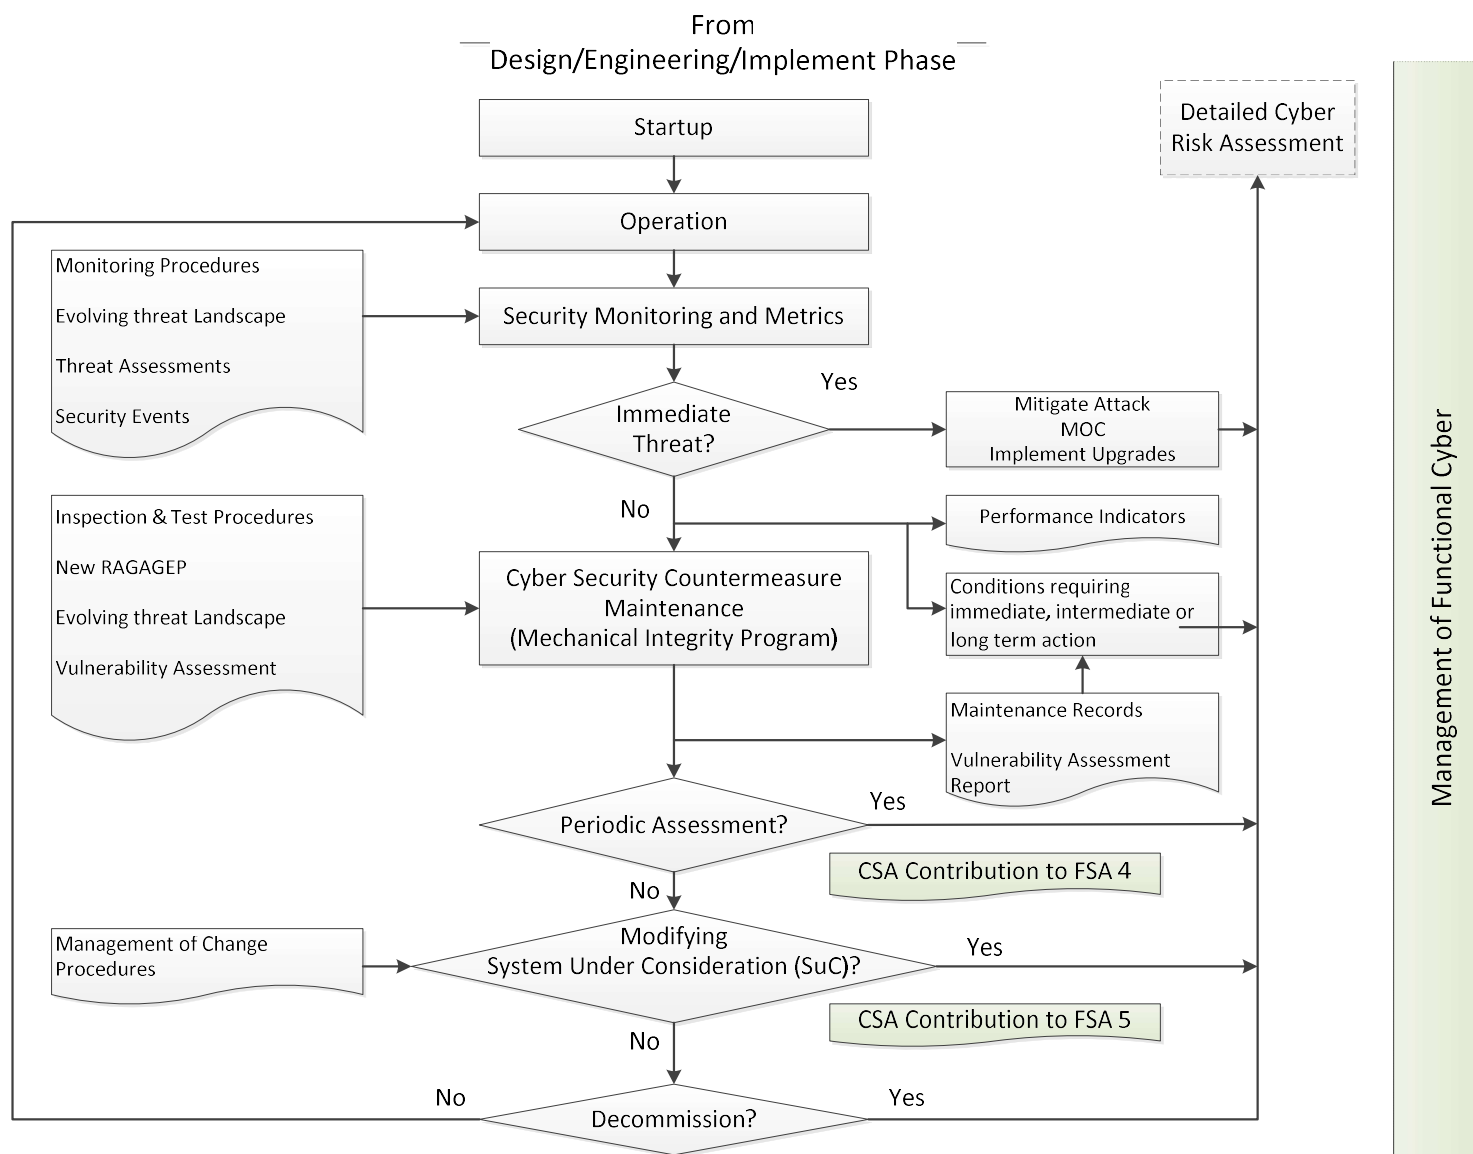 From
Design/Engineering/Implement Phase
Startup
Detailed Cyber
Risk Assessment
Operation
Monitoring Procedures
Evolving threat Landscape
Threat Assessments
Security Events
Security Monitoring and Metrics
Yes
Immediate
Threat?
Mitigate Attack
MOC
Implement Upgrades
No
Performance Indicators
Inspection & Test Procedures
New RAGAGEP
Evolving threat Landscape
Vulnerability Assessment
Cyber Security Countermeasure
Maintenance
(Mechanical Integrity Program)
Conditions requiring
immediate, intermediate or
long term action
Maintenance Records
Vulnerability Assessment
Report
Yes
Periodic Assessment?
CSA Contribution to FSA 4
No
Management of Change
Procedures
Modifying
System Under Consideration (SuC)?
Yes
CSA Contribution to FSA 5
No
No
Decommission?
Yes
Management of Functional Cyber